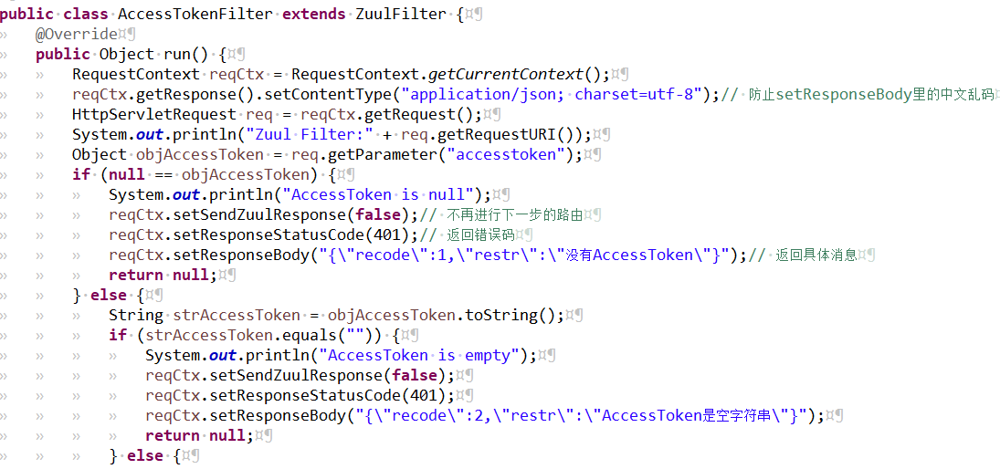 public class AccessTokenFilter extends ZuulFilter {
@Override
public Object run() {
RequestContext reqCtx = RequestContext.getCurrentContext();
reqCtx.getResponse().setContentType("application/json; charset=utf-8");// 防止setResponseBody里的中文乱码
HttpServletRequest req = reqCtx.getRequest();
System.out.println("Zuul Filter:" + req.getRequestURI());
Object objAccessToken = req.getParameter("accesstoken");
if (null == objAccessToken) {
System.out.println("AccessToken is null");
reqCtx.setSendZuulResponse(false);// 不再进行下一步的路由
reqCtx.setResponseStatusCode(401);// 返回错误码
reqCtx.setResponseBody("{\"recode\":1,\"restr\":\"没有AccessToken\"}");// 返回具体消息
return null;
} else {
String strAccessToken = objAccessToken.toString();
if (strAccessToken.equals("")) {
System.out.println("AccessToken is empty");
reqCtx.setSendZuulResponse(false);
reqCtx.setResponseStatusCode(401);
reqCtx.setResponseBody("{\"recode\":2,\"restr\":\"AccessToken是空字符串\"}");
return null;
} else {